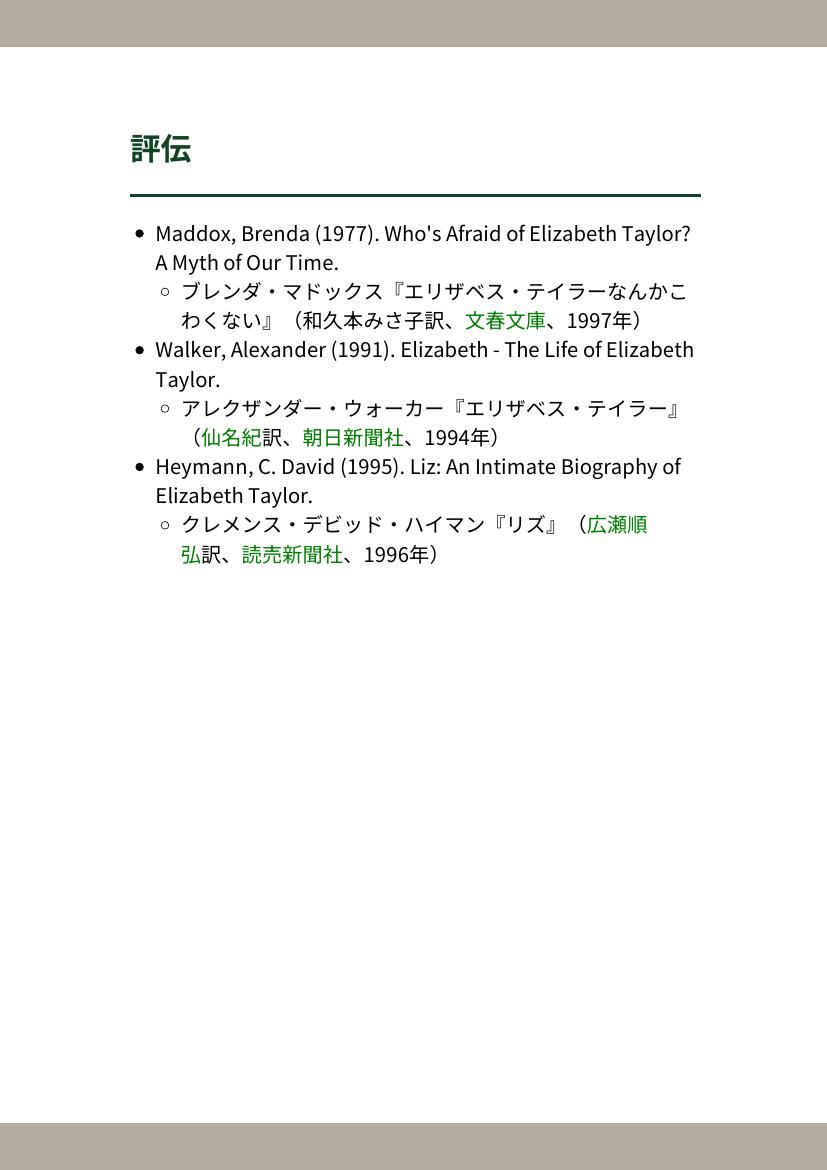 評伝
Maddox, Brenda (1977). Who's Afraid of Elizabeth Taylor?
A Myth of Our Time.
ブレンダ・マドックス『エリザベス・テイラーなんかこ
わくない』（和久本みさ子訳、文春文庫、1997年）
Walker, Alexander (1991). Elizabeth - The Life of Elizabeth
Taylor.
アレクザンダー・ウォーカー『エリザベス・テイラー』
（仙名紀訳、朝日新聞社、1994年）
Heymann, C. David (1995). Liz: An Intimate Biography of
Elizabeth Taylor.
クレメンス・デビッド・ハイマン『リズ』（広瀬順
弘訳、読売新聞社、1996年）